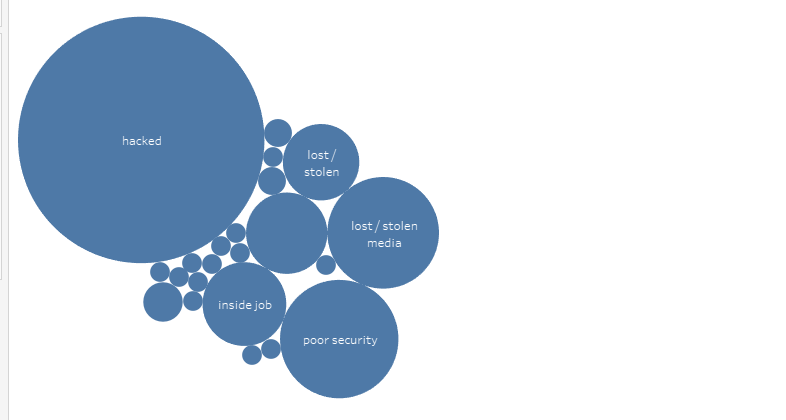 hacked
lost /
stolen
lost / stolen
media
inside job
poor security